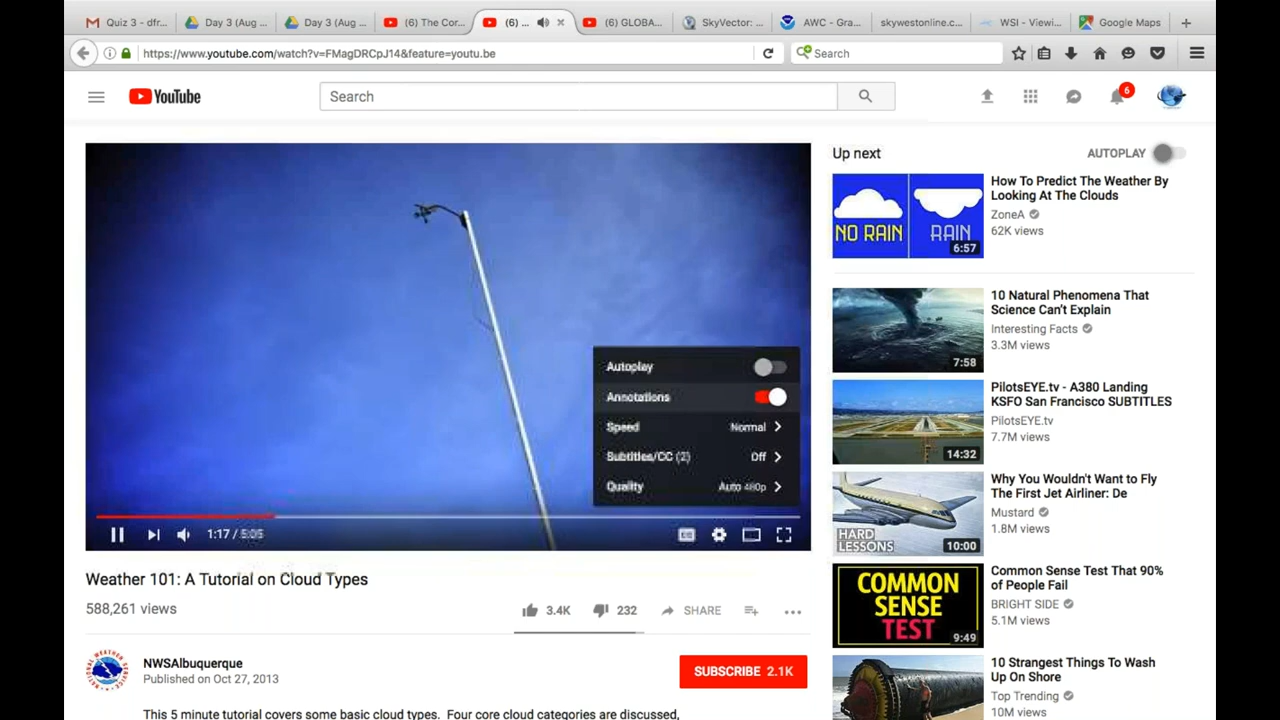 Quiz 3 - dfr...
Day 3 (Aug ...
Day 3 (Aug ...
(6) The Cor...
(6) ...
(6) GLOBA...
SkyVector: ...
AWC - Gra...
skywestonline.c...
WSI - Viewi...
Google Maps
https://www.youtube.com/watch?v=FMagDRCpJ14&feature=youtu.be
Search
YouTube
Search
6
Up next
AUTOPLAY
NO RAIN
RAIN
6:57
How To Predict The Weather By
Looking At The Clouds
ZoneA
62K views
7:58
10 Natural Phenomena That
Science Can't Explain
Interesting Facts
3.3M views
14:32
PilotsEYE.tv - A380 Landing
KSFO San Francisco SUBTITLES
PilotsEYE.tv
7.7M views
HARD
LESSONS
10:00
Why You Wouldn't Want to Fly
The First Jet Airliner: De
Mustard
1.8M views
COMMON
SENSE
TEST
9:49
Common Sense Test That 90%
of People Fail
BRIGHT SIDE
5.1M views
10 Strangest Things To Wash
Up On Shore
Top Trending
10M views
Autoplay
Annotations
Speed Normal
Subtitles/CC (2) Off
Quality Auto 480p
1:17 / 5:05
CC
Weather 101: A Tutorial on Cloud Types
588,261 views
3.4K
232
SHARE
NWSAlbuquerque
Published on Oct 27, 2013
SUBSCRIBE 2.1K
This 5 minute tutorial covers some basic cloud types. Four core cloud categories are discussed,